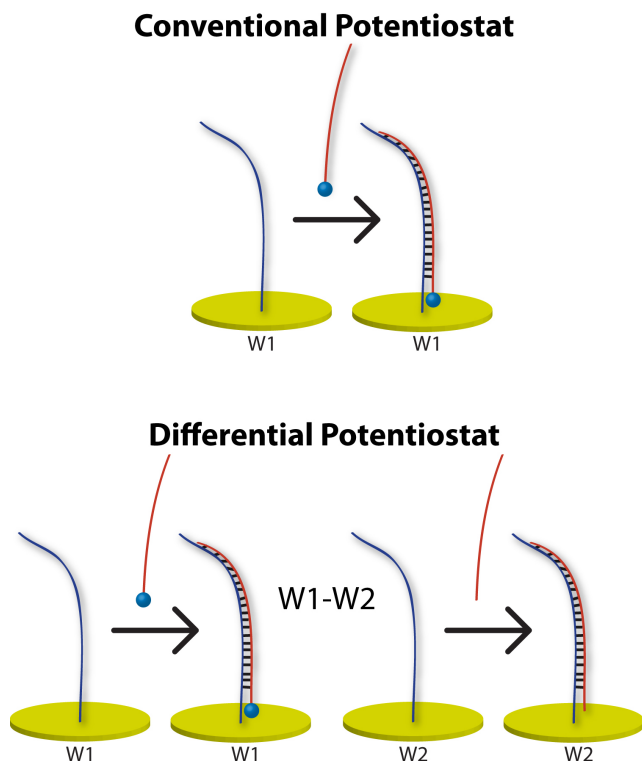 Conventional Potentiostat
W1
W1
Differential Potentiostat
W1-W2
W1
W1
W2
W2